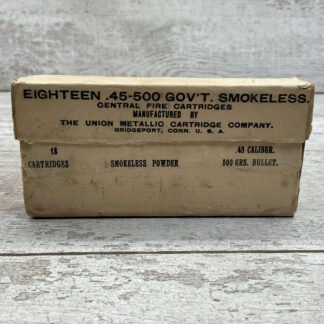 EIGHTEEN .45-500 GOV'T. SMOKELESS.
CENTRAL FIRE CARTRIDGES
MANUFACTURED BY
THE UNION METALLIC CARTRIDGE COMPANY.
BRIDGEPORT, CONN. U. S. A.
18 .45 CALIBER.
CARTRIDGES SMOKELESS POWDER 500 GRS. BULLET.